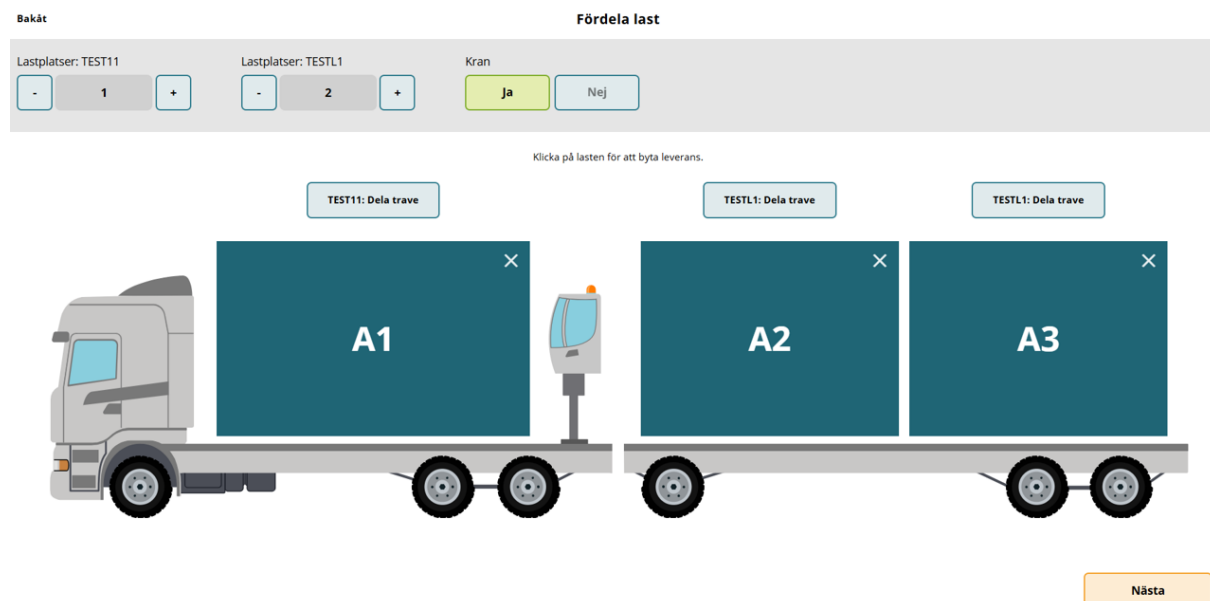 Bakåt
Fördela last
Lastplatser: TEST11
Lastplatser: TESTL1
Kran
- 1 +
- 2 +
Ja
Nej
Klicka på lasten för att byta leverans.
TEST11: Dela trave
TESTL1: Dela trave
TESTL1: Dela trave
A1
A2
A3
Nästa